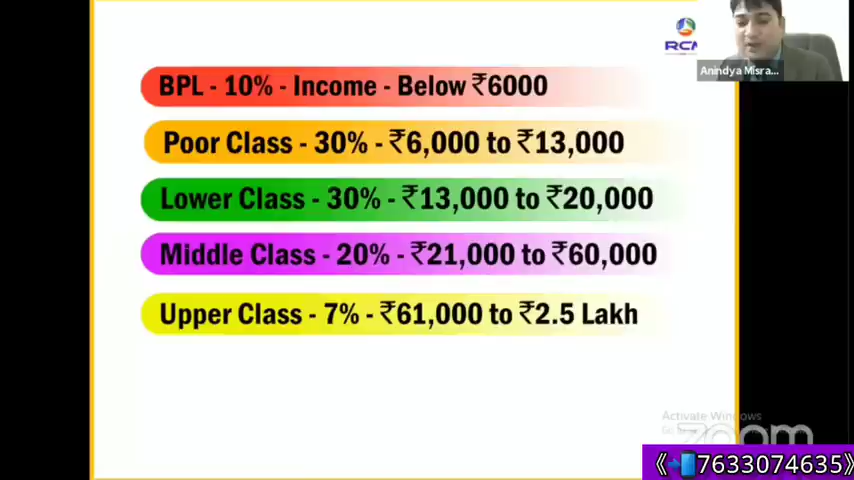 RCM
Anindya Misra...
BPL - 10% - Income - Below ₹6000
Poor Class - 30% - ₹6,000 to ₹13,000
Lower Class - 30% - ₹13,000 to ₹20,000
Middle Class - 20% - ₹21,000 to ₹60,000
Upper Class - 7% - ₹61,000 to ₹2.5 Lakh
Activate Windows
zoom
《📲7633074635》